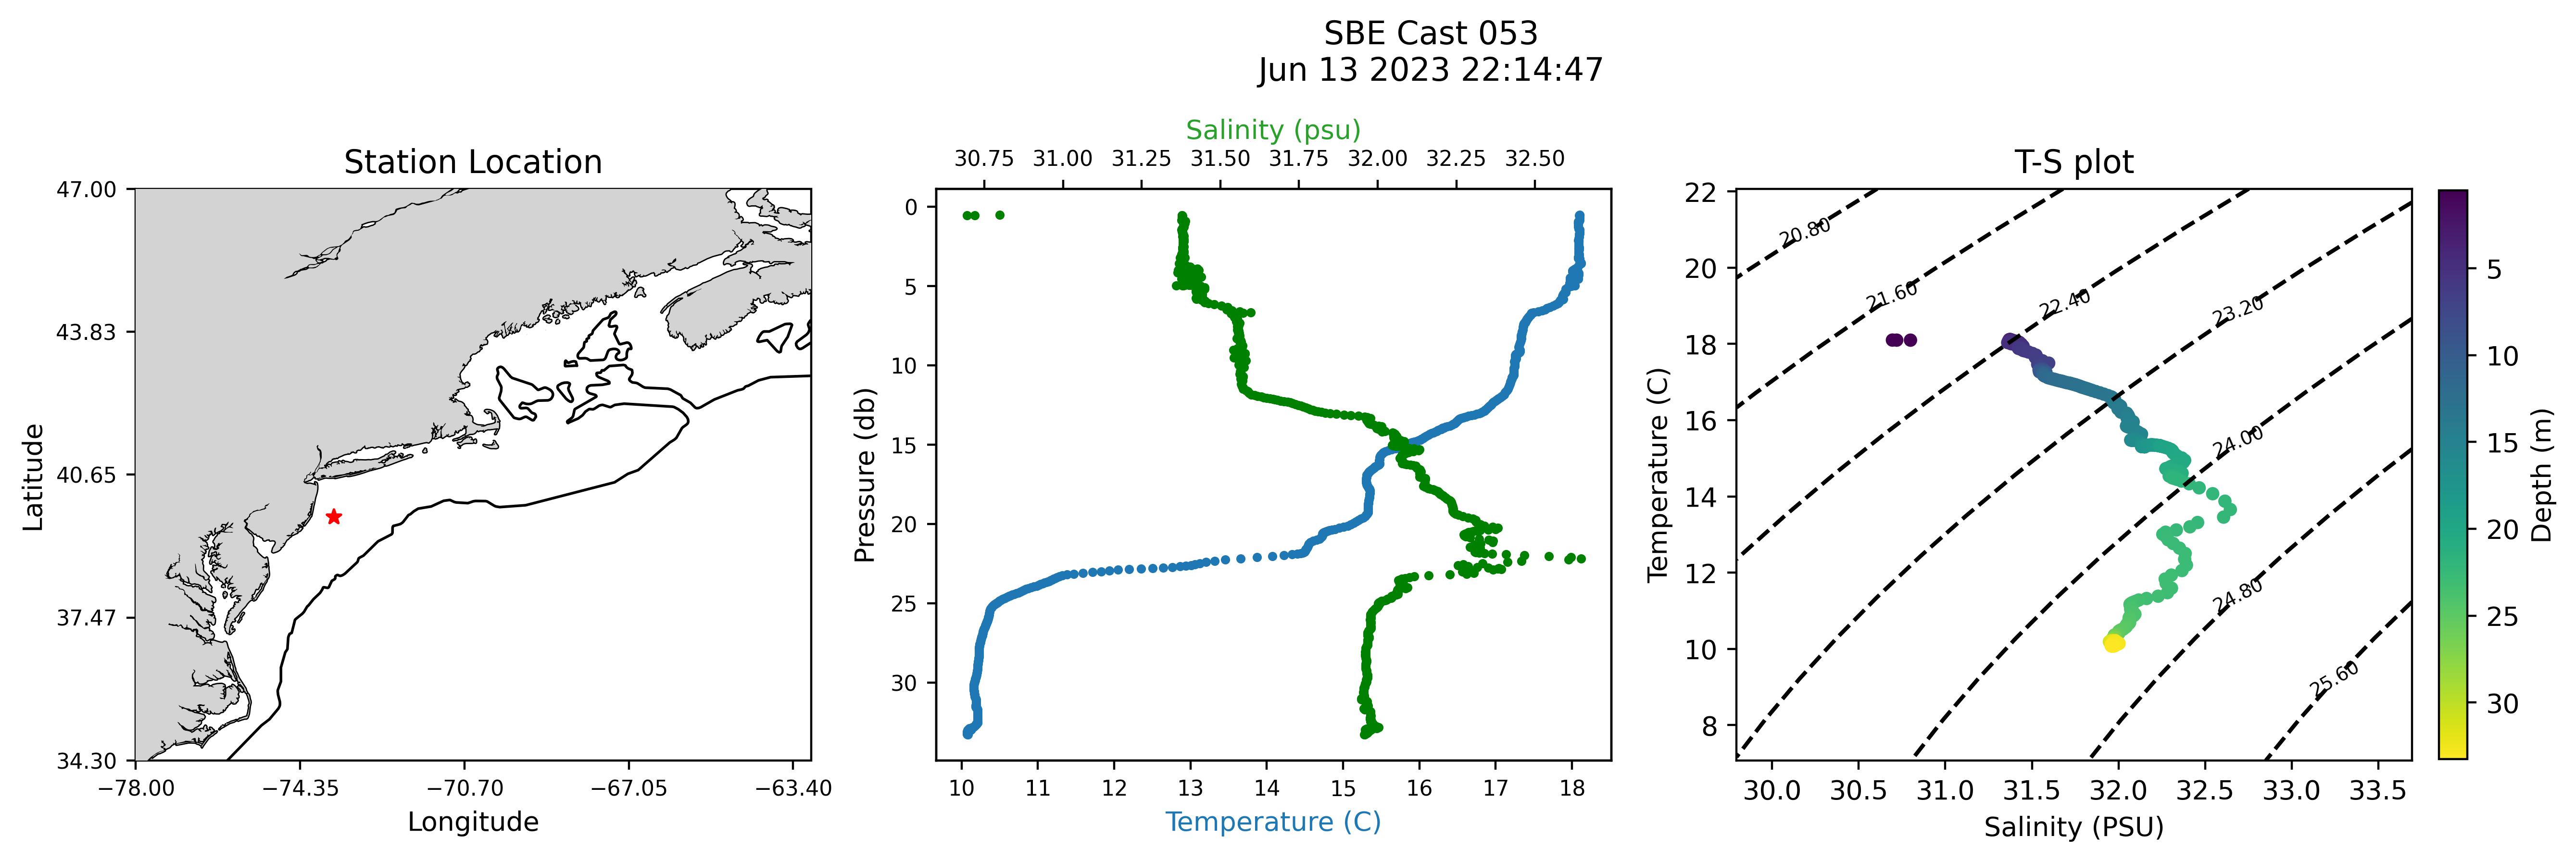 SBE Cast 053
Jun 13 2023 22:14:47
Station Location
47.00
43.83
40.65
37.47
34.30
−78.00 −74.35 −70.70 −67.05 −63.40
Latitude
Longitude
Salinity (psu)
30.75 31.00 31.25 31.50 31.75 32.00 32.25 32.50
0
5
10
15
20
25
30
Pressure (db)
10 11 12 13 14 15 16 17 18
Temperature (C)
T-S plot
22
20
18
16
14
12
10
8
Temperature (C)
20.80
21.60
22.40
23.20
24.00
24.80
25.60
30.0 30.5 31.0 31.5 32.0 32.5 33.0 33.5
Salinity (PSU)
5
10
15
20
25
30
Depth (m)